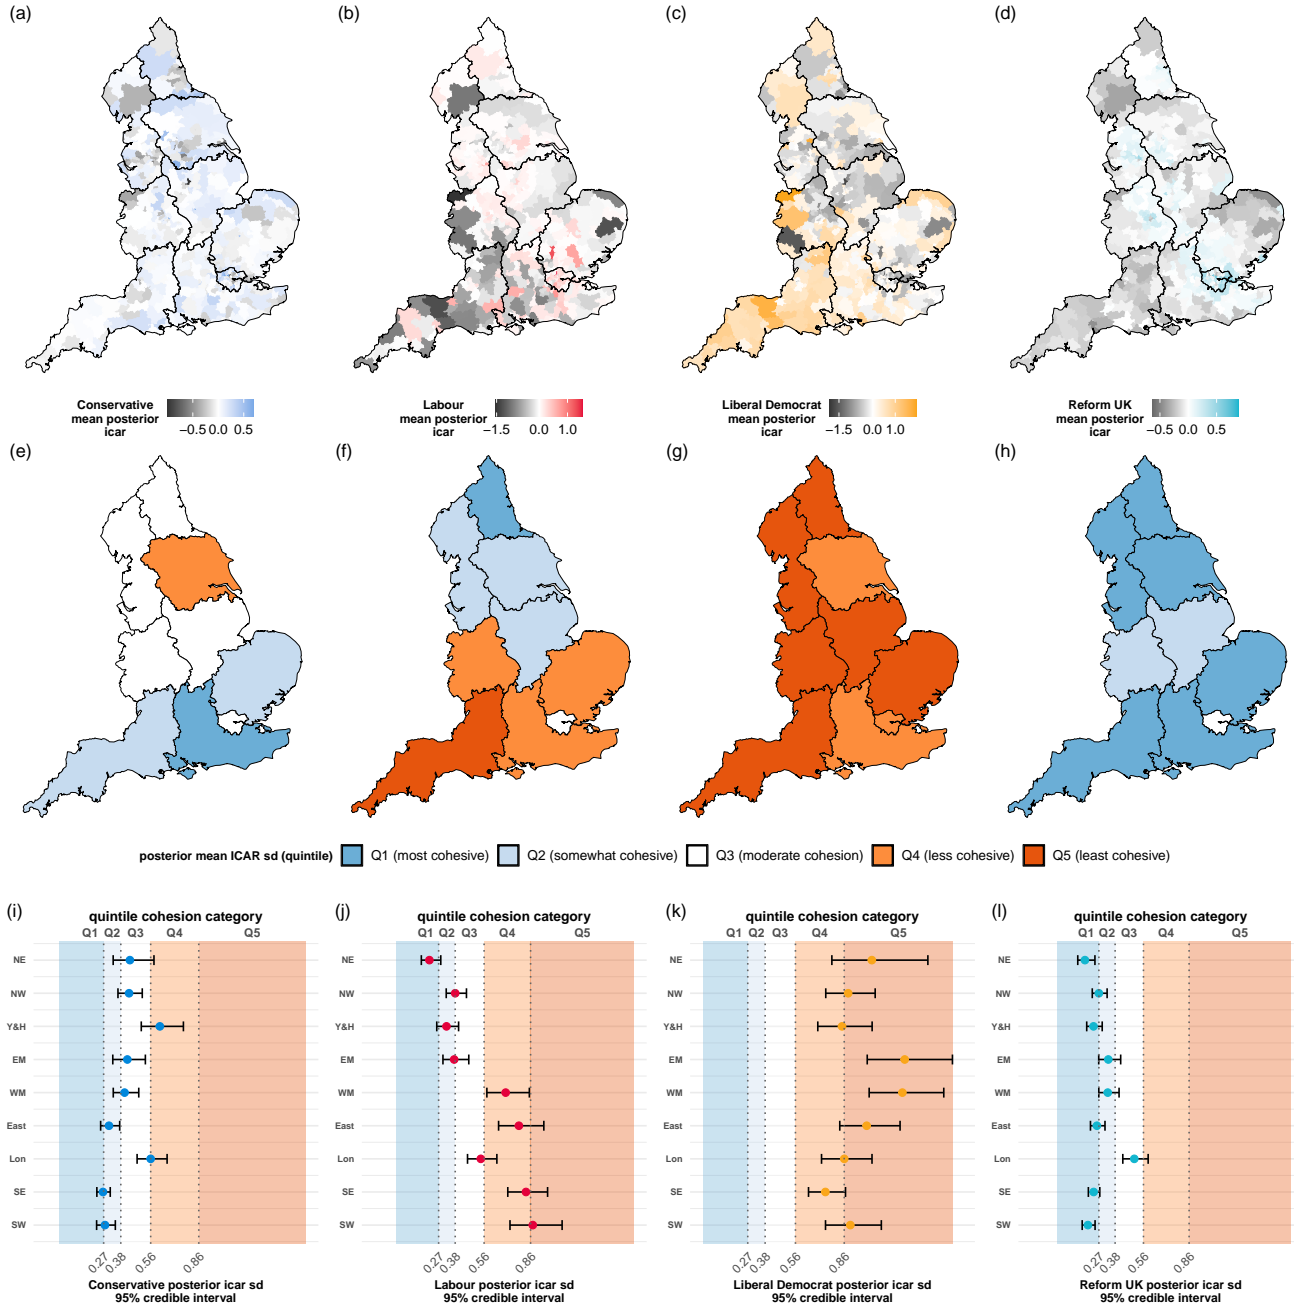 (a)
(b)
(c)
(d)
Conservative
mean posterior
icar
−0.5 0.0 0.5
Labour
mean posterior
icar
−1.5 0.0 1.0
Liberal Democrat
mean posterior
icar
−1.5 0.0 1.0
Reform UK
mean posterior
icar
−0.5 0.0 0.5
(e)
(f)
(g)
(h)
posterior mean ICAR sd (quintile) Q1 (most cohesive) Q2 (somewhat cohesive) Q3 (moderate cohesion) Q4 (less cohesive) Q5 (least cohesive)
(i)
quintile cohesion category
Q1 Q2 Q3 Q4 Q5
NE
NW
Y&H
EM
WM
East
Lon
SE
SW
0.27 0.38 0.56 0.86
Conservative posterior icar sd
95% credible interval
(j)
quintile cohesion category
Q1 Q2 Q3 Q4 Q5
NE
NW
Y&H
EM
WM
East
Lon
SE
SW
0.27 0.38 0.56 0.86
Labour posterior icar sd
95% credible interval
(k)
quintile cohesion category
Q1 Q2 Q3 Q4 Q5
NE
NW
Y&H
EM
WM
East
Lon
SE
SW
0.27 0.38 0.56 0.86
Liberal Democrat posterior icar sd
95% credible interval
(l)
quintile cohesion category
Q1 Q2 Q3 Q4 Q5
NE
NW
Y&H
EM
WM
East
Lon
SE
SW
0.27 0.38 0.56 0.86
Reform UK posterior icar sd
95% credible interval